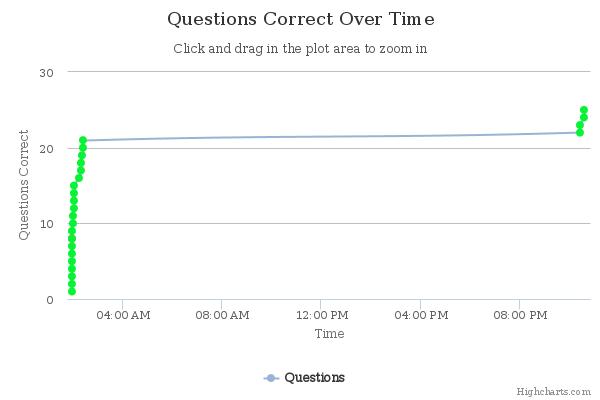 Questions Correct Over Time
Click and drag in the plot area to zoom in
Questions Correct
30
20
10
0
04:00 AM 08:00 AM 12:00 PM 04:00 PM 08:00 PM
Time
Questions
Highcharts.com